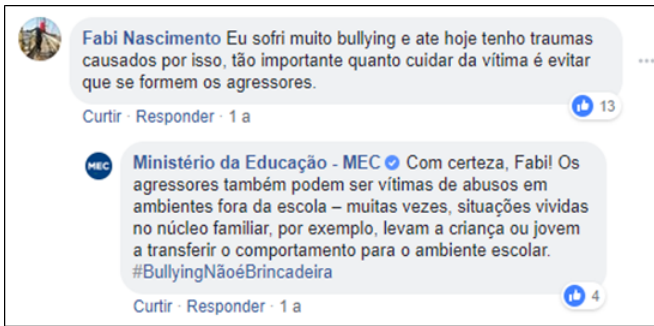 Fabi Nascimento Eu sofri muito bullying e ate hoje tenho traumas
causados por isso, tão importante quanto cuidar da vítima é evitar
que se formem os agressores.
13
Curtir · Responder · 1 a
MEC
Ministério da Educação - MEC Com certeza, Fabi! Os
agressores também podem ser vítimas de abusos em
ambientes fora da escola – muitas vezes, situações vividas
no núcleo familiar, por exemplo, levam a criança ou jovem
a transferir o comportamento para o ambiente escolar.
#BullyingNãoéBrincadeira
4
Curtir · Responder · 1 a